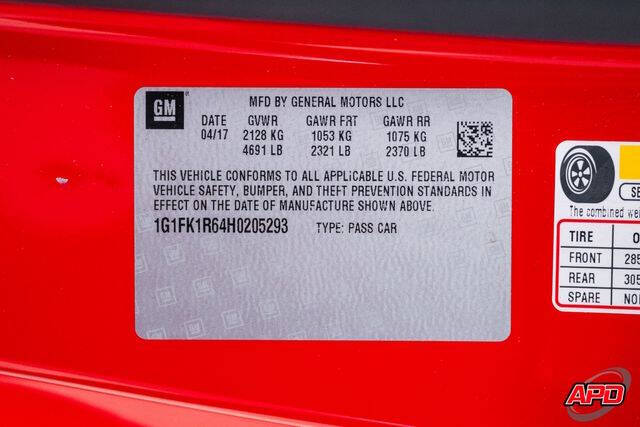 GM
MFD BY GENERAL MOTORS LLC
DATE GVWR GAWR FRT GAWR RR
04/17 2128 KG 1053 KG 1075 KG
4691 LB 2321 LB 2370 LB
THIS VEHICLE CONFORMS TO ALL APPLICABLE U.S. FEDERAL MOTOR
VEHICLE SAFETY, BUMPER, AND THEFT PREVENTION STANDARDS IN
EFFECT ON THE DATE OF MANUFACTURE SHOWN ABOVE.
1G1FK1R64H0205293 TYPE: PASS CAR
The combined
TIRE
FRONT
REAR
SPARE
APD